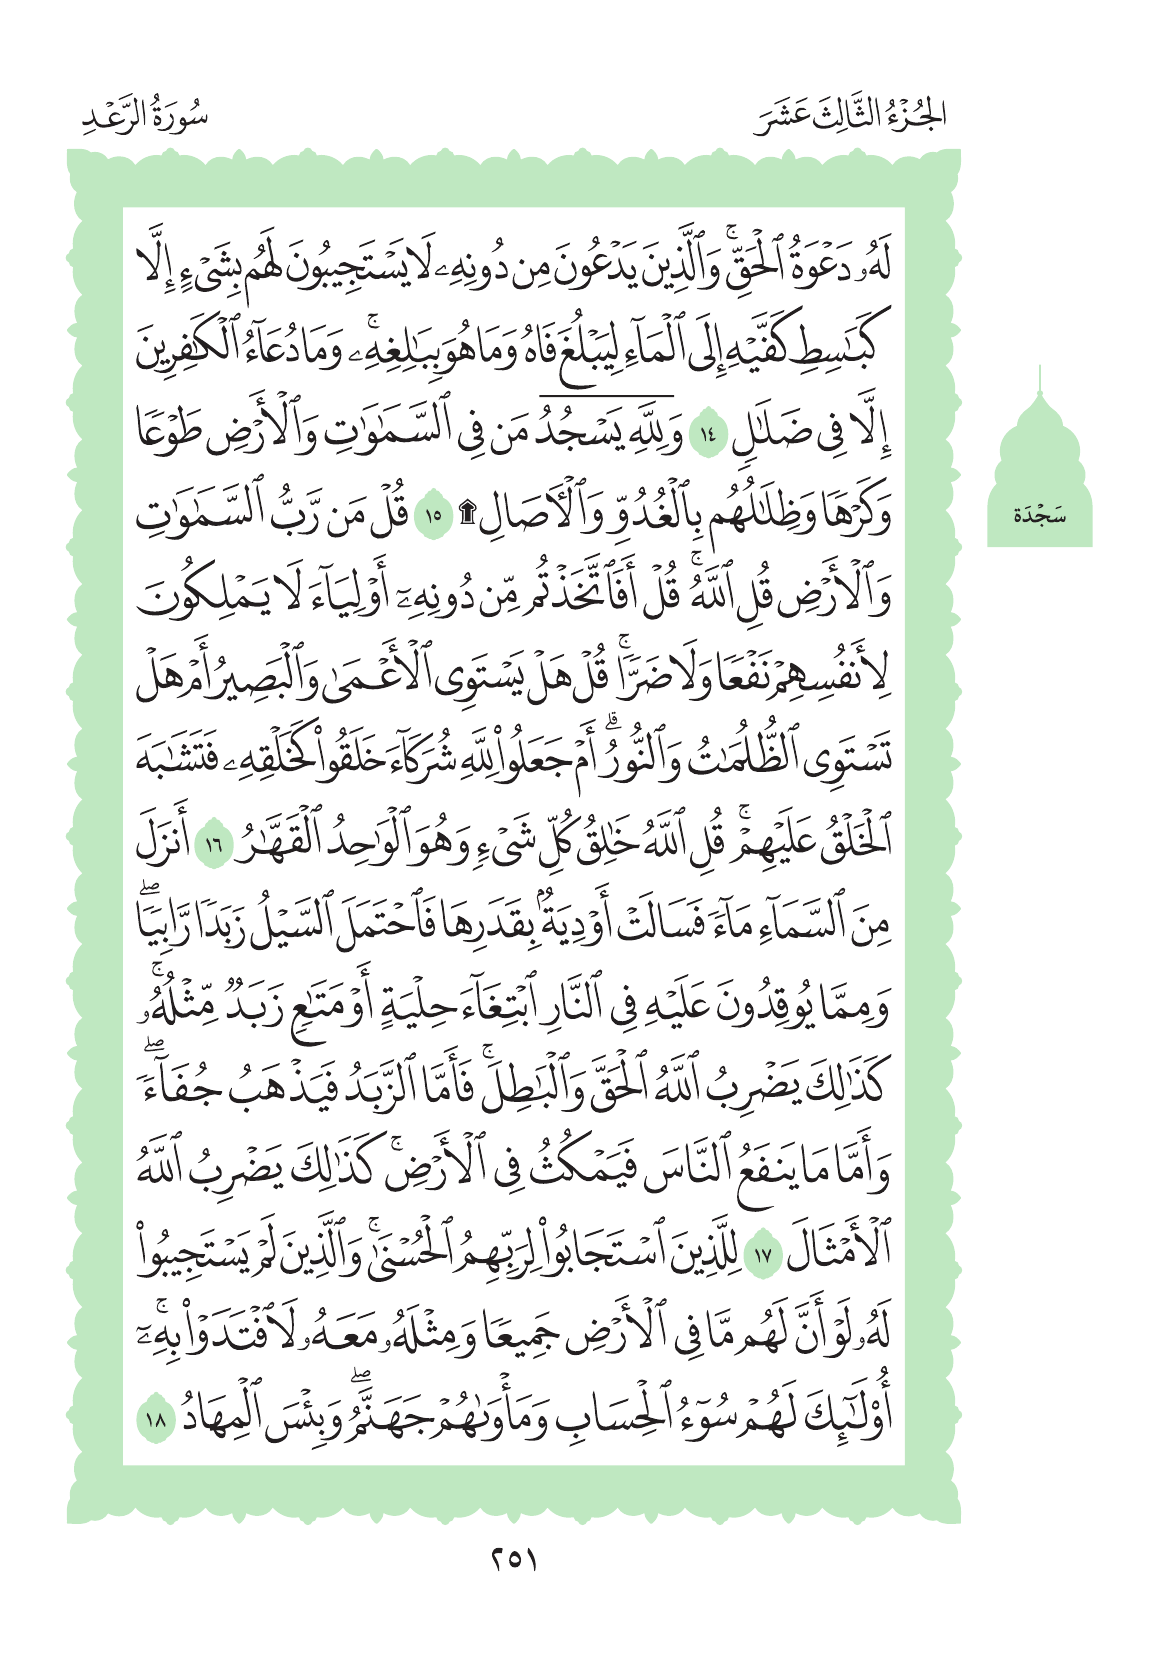 الجُزْءُ الثَّالِثَ عَشَرَ
سُورَةُ الرَّعْدِ
لَهُۥ دَعْوَةُ ٱلْحَقِّۚ وَٱلَّذِينَ يَدْعُونَ مِن دُونِهِۦ لَا يَسْتَجِيبُونَ لَهُم بِشَىْءٍ إِلَّا
كَبَٰسِطِ كَفَّيْهِ إِلَى ٱلْمَآءِ لِيَبْلُغَ فَاهُ وَمَا هُوَ بِبَٰلِغِهِۦۚ وَمَا دُعَآءُ ٱلْكَٰفِرِينَ
إِلَّا فِى ضَلَٰلٍ ١٤ وَلِلَّهِ يَسْجُدُ مَن فِى ٱلسَّمَٰوَٰتِ وَٱلْأَرْضِ طَوْعًا
وَكَرْهًا وَظِلَٰلُهُم بِٱلْغُدُوِّ وَٱلْءَاصَالِ۩ ١٥ قُلْ مَن رَّبُّ ٱلسَّمَٰوَٰتِ
وَٱلْأَرْضِ قُلِ ٱللَّهُۚ قُلْ أَفَٱتَّخَذْتُم مِّن دُونِهِۦٓ أَوْلِيَآءَ لَا يَمْلِكُونَ
لِأَنفُسِهِمْ نَفْعًا وَلَا ضَرًّاۚ قُلْ هَلْ يَسْتَوِى ٱلْأَعْمَىٰ وَٱلْبَصِيرُ أَمْ هَلْ
تَسْتَوِى ٱلظُّلُمَٰتُ وَٱلنُّورُۗ أَمْ جَعَلُوا۟ لِلَّهِ شُرَكَآءَ خَلَقُوا۟ كَخَلْقِهِۦ فَتَشَٰبَهَ
ٱلْخَلْقُ عَلَيْهِمْۚ قُلِ ٱللَّهُ خَٰلِقُ كُلِّ شَىْءٍ وَهُوَ ٱلْوَٰحِدُ ٱلْقَهَّٰرُ ١٦ أَنزَلَ
مِنَ ٱلسَّمَآءِ مَآءً فَسَالَتْ أَوْدِيَةٌۢ بِقَدَرِهَا فَٱحْتَمَلَ ٱلسَّيْلُ زَبَدًا رَّابِيًاۖ
وَمِمَّا يُوقِدُونَ عَلَيْهِ فِى ٱلنَّارِ ٱبْتِغَآءَ حِلْيَةٍ أَوْ مَتَٰعٍ زَبَدٌ مِّثْلُهُۥۚ
كَذَٰلِكَ يَضْرِبُ ٱللَّهُ ٱلْحَقَّ وَٱلْبَٰطِلَۚ فَأَمَّا ٱلزَّبَدُ فَيَذْهَبُ جُفَآءًۖ
وَأَمَّا مَا يَنفَعُ ٱلنَّاسَ فَيَمْكُثُ فِى ٱلْأَرْضِۚ كَذَٰلِكَ يَضْرِبُ ٱللَّهُ
ٱلْأَمْثَالَ ١٧ لِلَّذِينَ ٱسْتَجَابُوا۟ لِرَبِّهِمُ ٱلْحُسْنَىٰۚ وَٱلَّذِينَ لَمْ يَسْتَجِيبُوا۟
لَهُۥ لَوْ أَنَّ لَهُم مَّا فِى ٱلْأَرْضِ جَمِيعًا وَمِثْلَهُۥ مَعَهُۥ لَٱفْتَدَوْا۟ بِهِۦٓۚ
أُو۟لَٰٓئِكَ لَهُمْ سُوٓءُ ٱلْحِسَابِ وَمَأْوَىٰهُمْ جَهَنَّمُۖ وَبِئْسَ ٱلْمِهَادُ ١٨
سَجْدَة
٢٥١